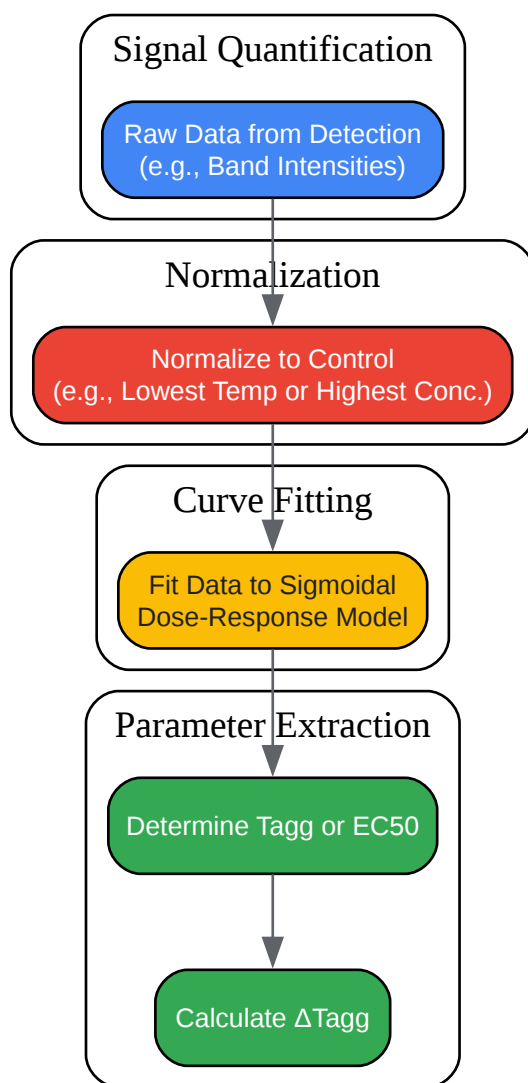 Signal Quantification
Raw Data from Detection
(e.g., Band Intensities)
Normalization
Normalize to Control
(e.g., Lowest Temp or Highest Conc.)
Curve Fitting
Fit Data to Sigmoidal
Dose-Response Model
Parameter Extraction
Determine Tagg or EC50
Calculate ΔTagg